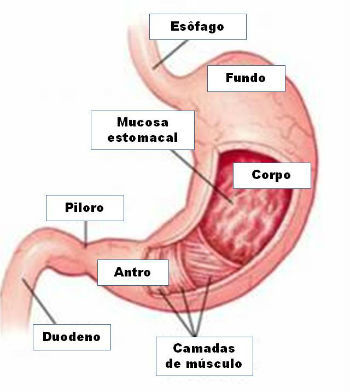 Esôfago
Fundo
Mucosa
estomacal
Corpo
Piloro
Antro
Duodeno
Camadas
de músculo